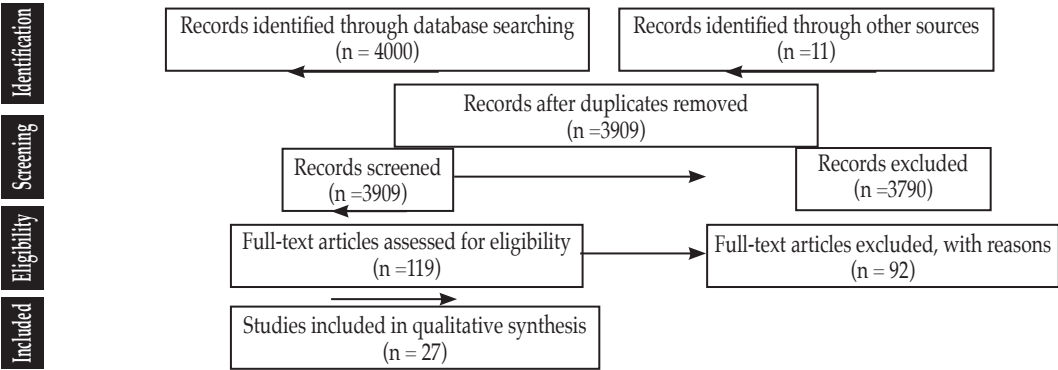 Identification
Records identified through database searching
(n = 4000)
Records identified through other sources
(n =11)
Records after duplicates removed
(n =3909)
Screening
Records screened
(n =3909)
Records excluded
(n =3790)
Eligibility
Full-text articles assessed for eligibility
(n =119)
Full-text articles excluded, with reasons
(n = 92)
Included
Studies included in qualitative synthesis
(n = 27)